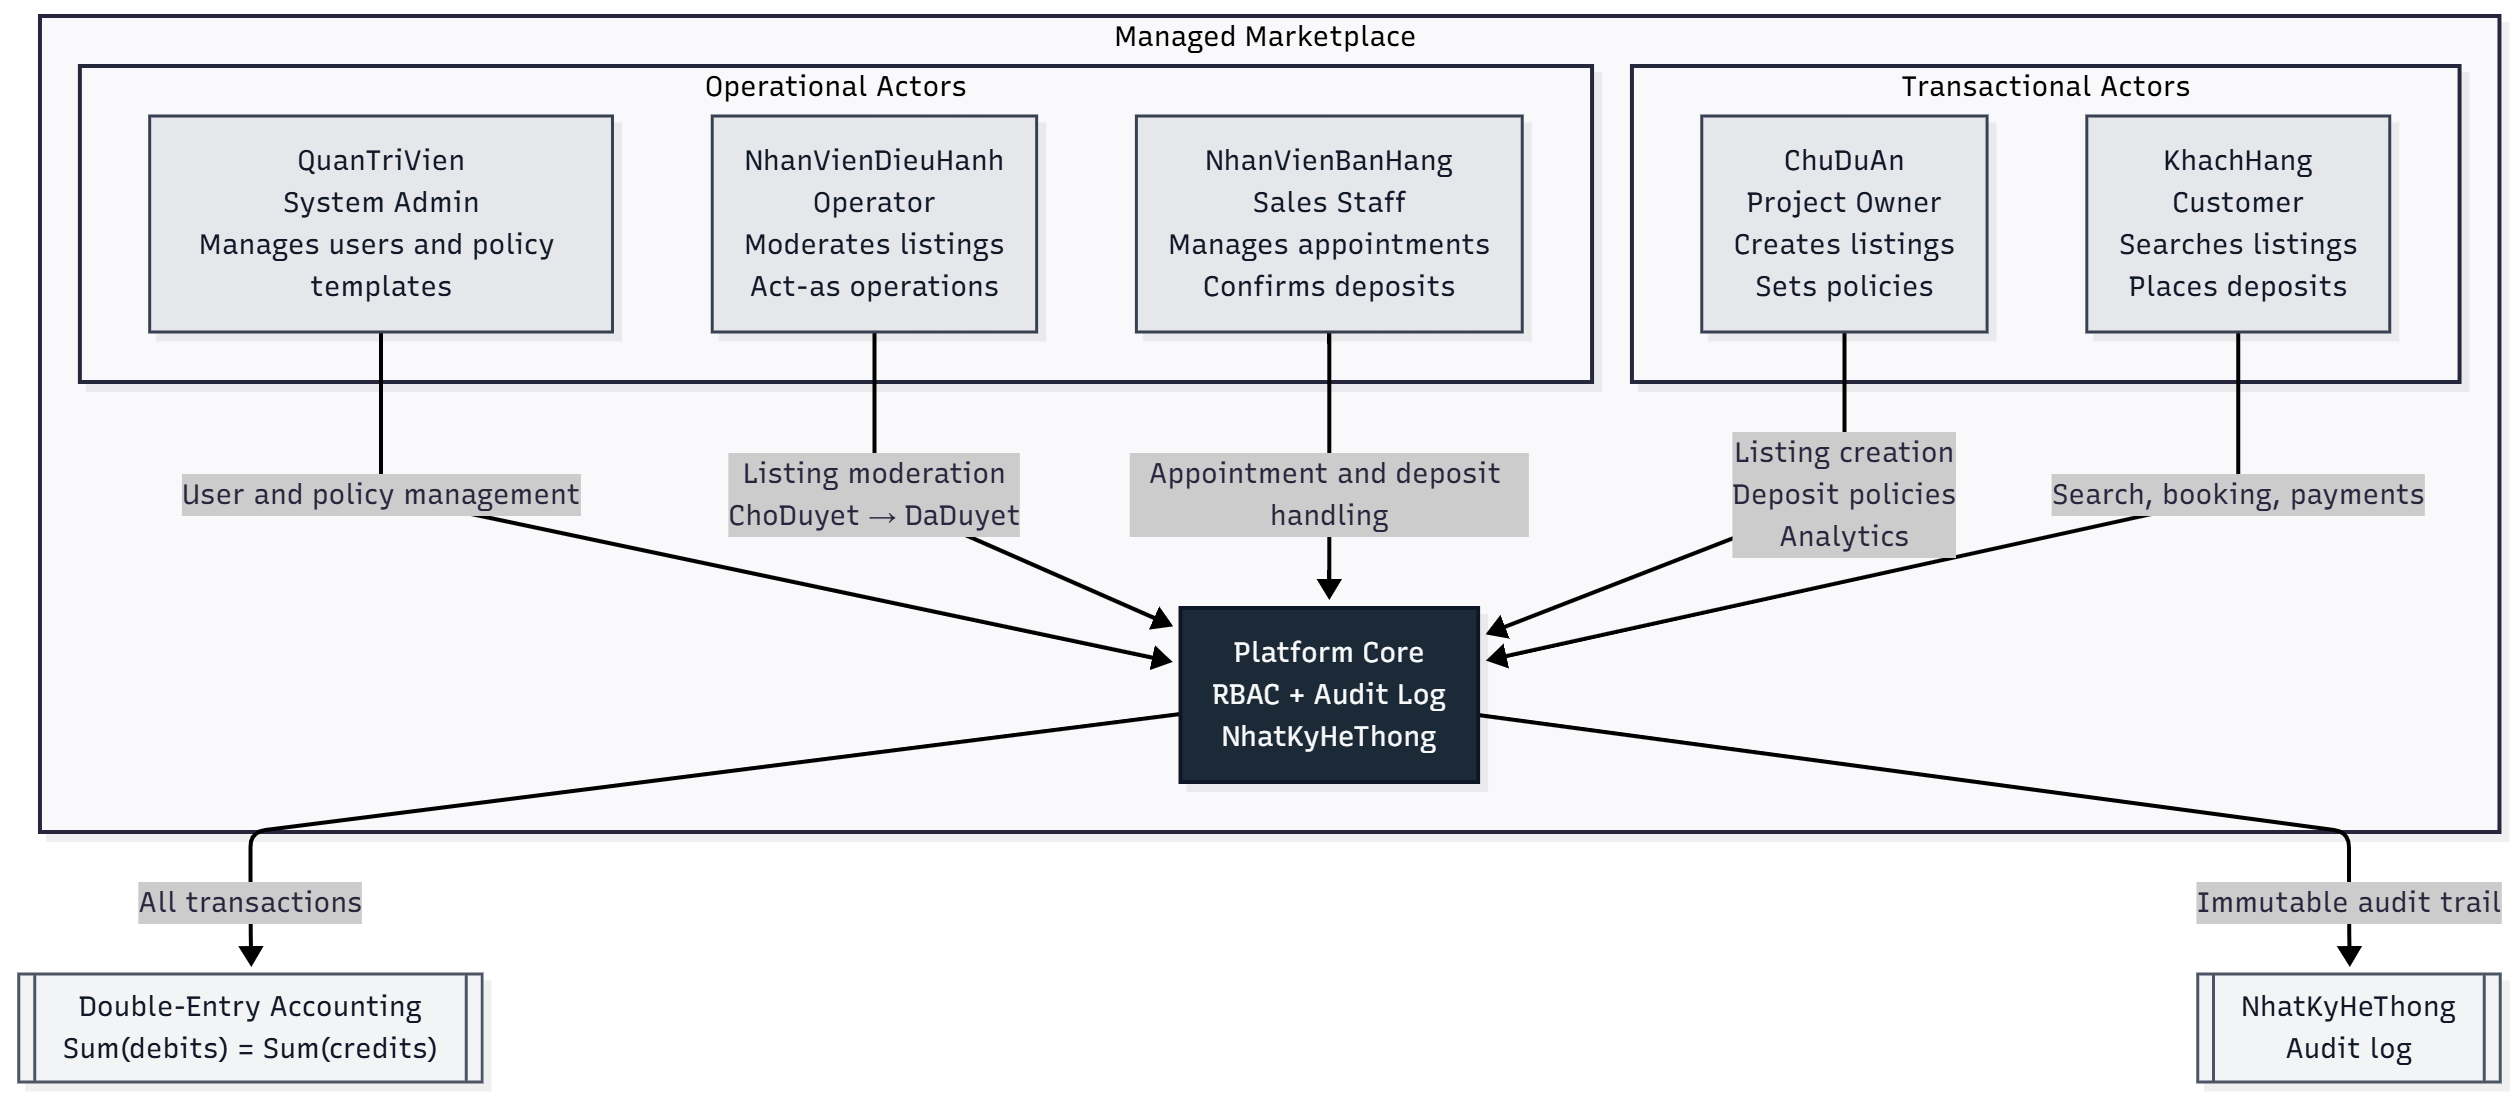 Managed Marketplace
Operational Actors
Transactional Actors
QuanTriVien
System Admin
Manages users and policy
templates
NhanVienDieuHanh
Operator
Moderates listings
Act-as operations
NhanVienBanHang
Sales Staff
Manages appointments
Confirms deposits
ChuDuAn
Project Owner
Creates listings
Sets policies
KhachHang
Customer
Searches listings
Places deposits
User and policy management
Listing moderation
ChoDuyet → DaDuyet
Appointment and deposit
handling
Listing creation
Deposit policies
Analytics
Search, booking, payments
Platform Core
RBAC + Audit Log
NhatKyHeThong
All transactions
Immutable audit trail
Double-Entry Accounting
Sum(debits) = Sum(credits)
NhatKyHeThong
Audit log